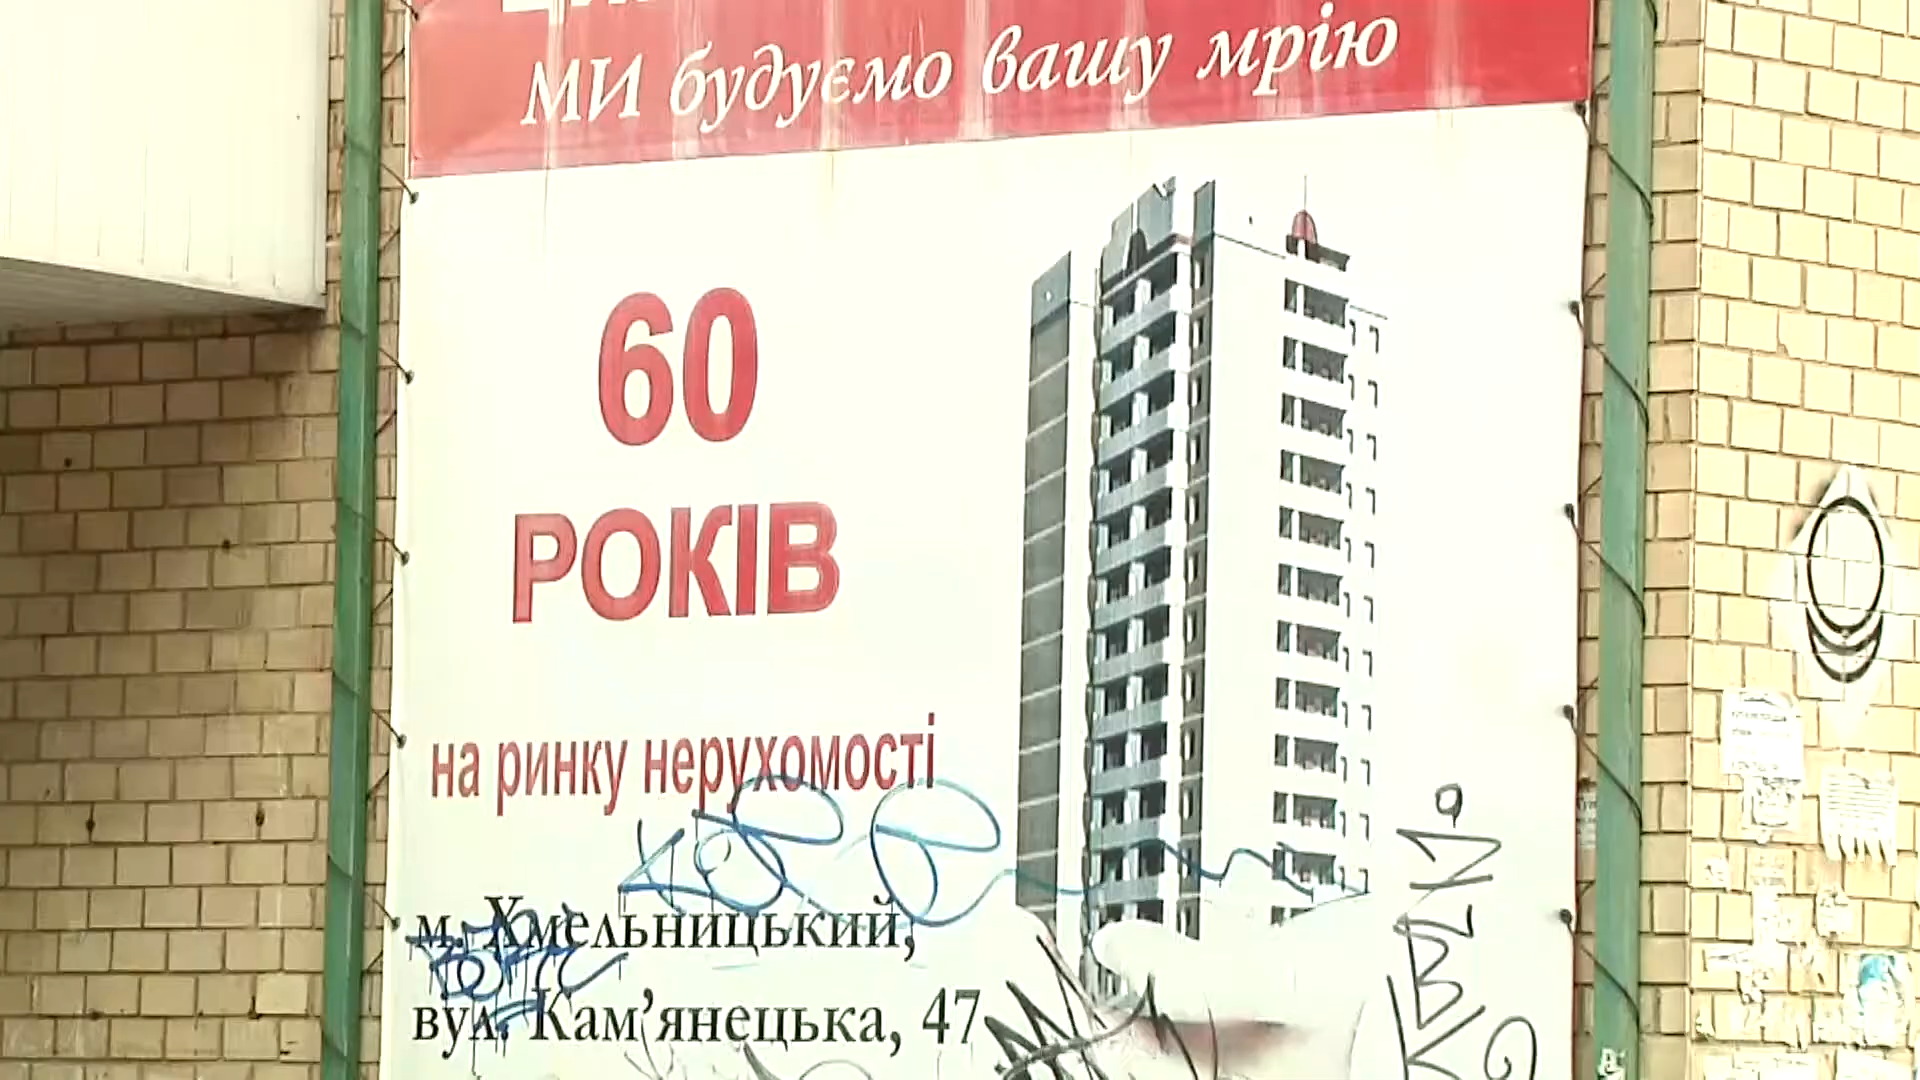 МИ будуємо вашу мрію
60
РОКІВ
на ринку нерухомості
м. Хмельницький,
вул. Кам’янецька, 47